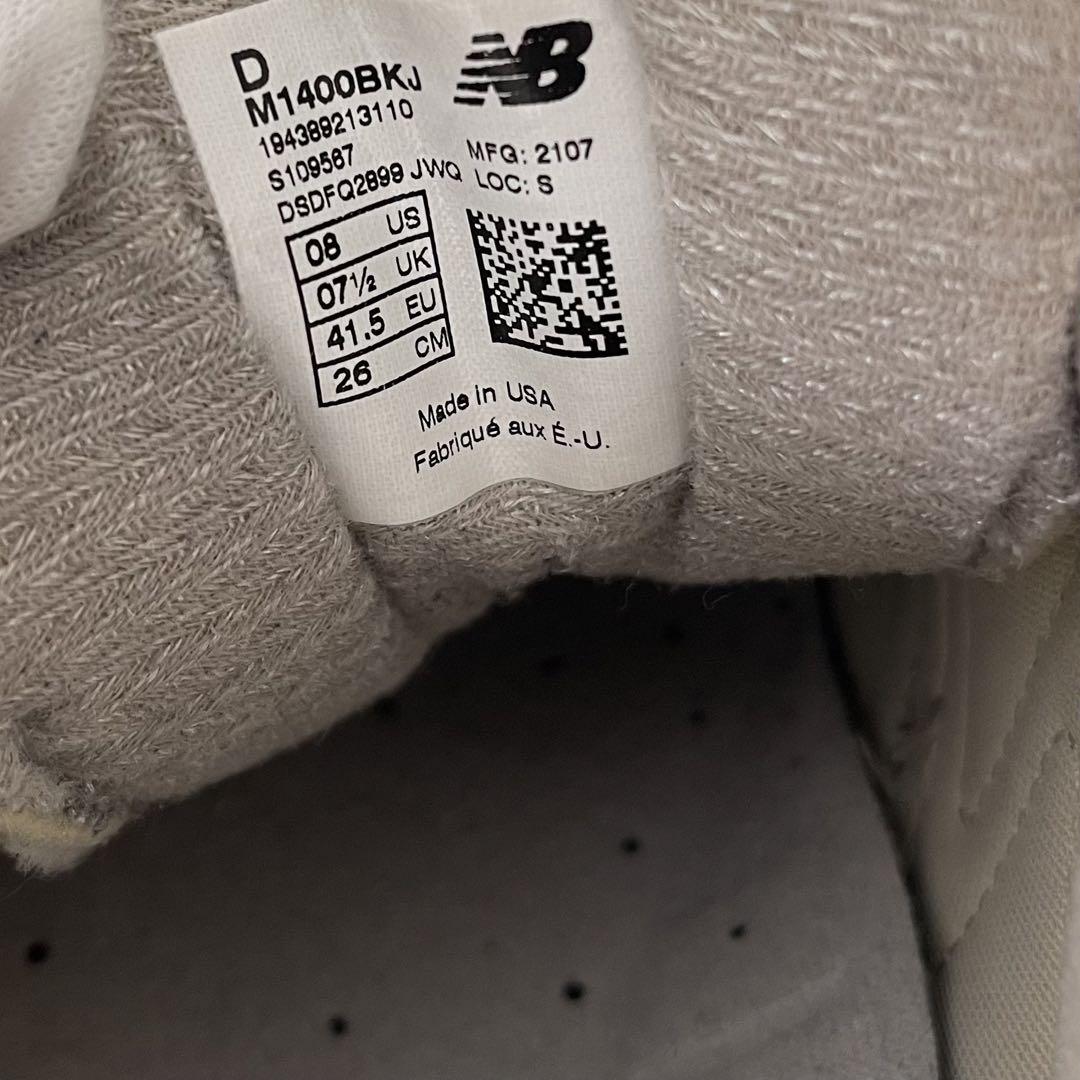 D
M1400BKJ
194389213110
S109567
DSDFQ2899 JWQ
NB
MFG: 2107
LOC: S
08 US
07½ UK
41.5 EU
26 CM
Made in USA
Fabriqué aux É.-U.